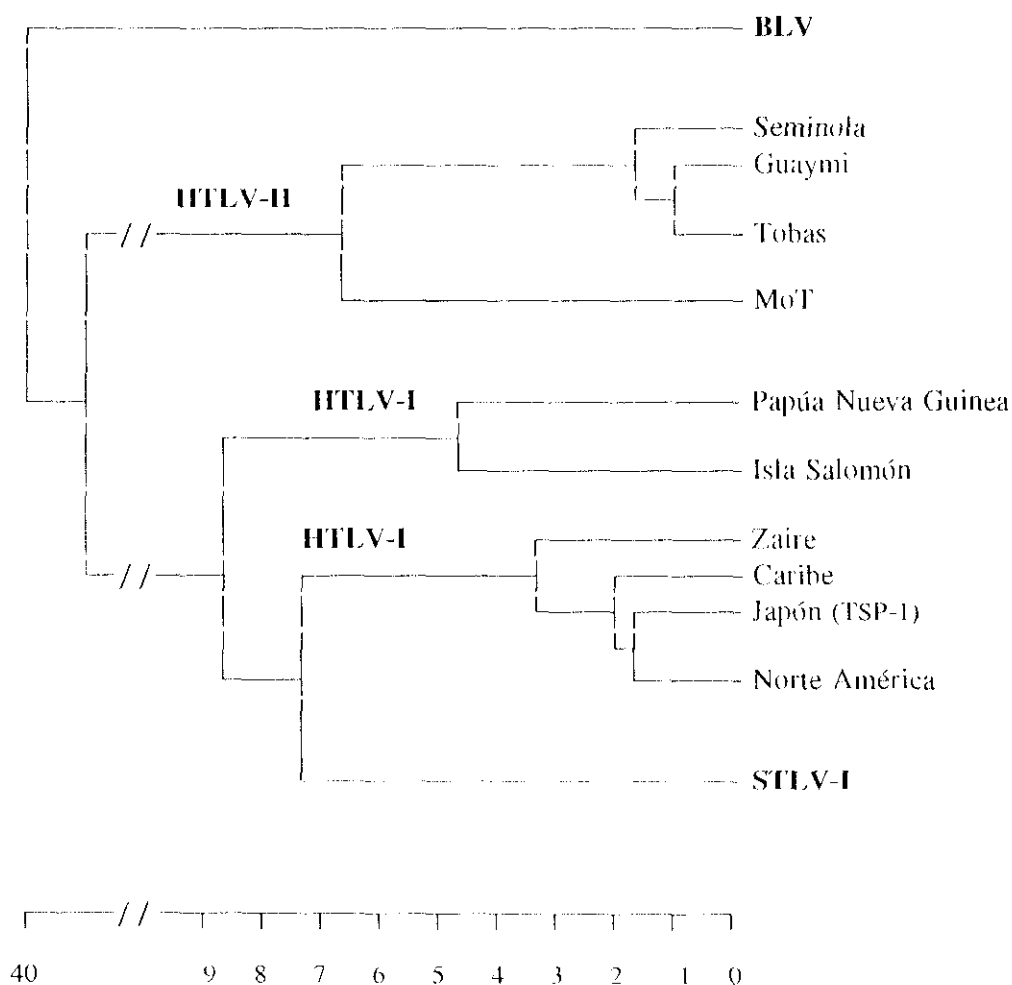 BLV
Seminola
Guaymi
HTLV-II
Tobas
MoT
HTLV-I
Papúa Nueva Guinea
Isla Salomón
HTLV-I
Zaire
Caribe
Japón (TSP-1)
Norte América
STLV-I
40 // 9 8 7 6 5 4 3 2 1 0